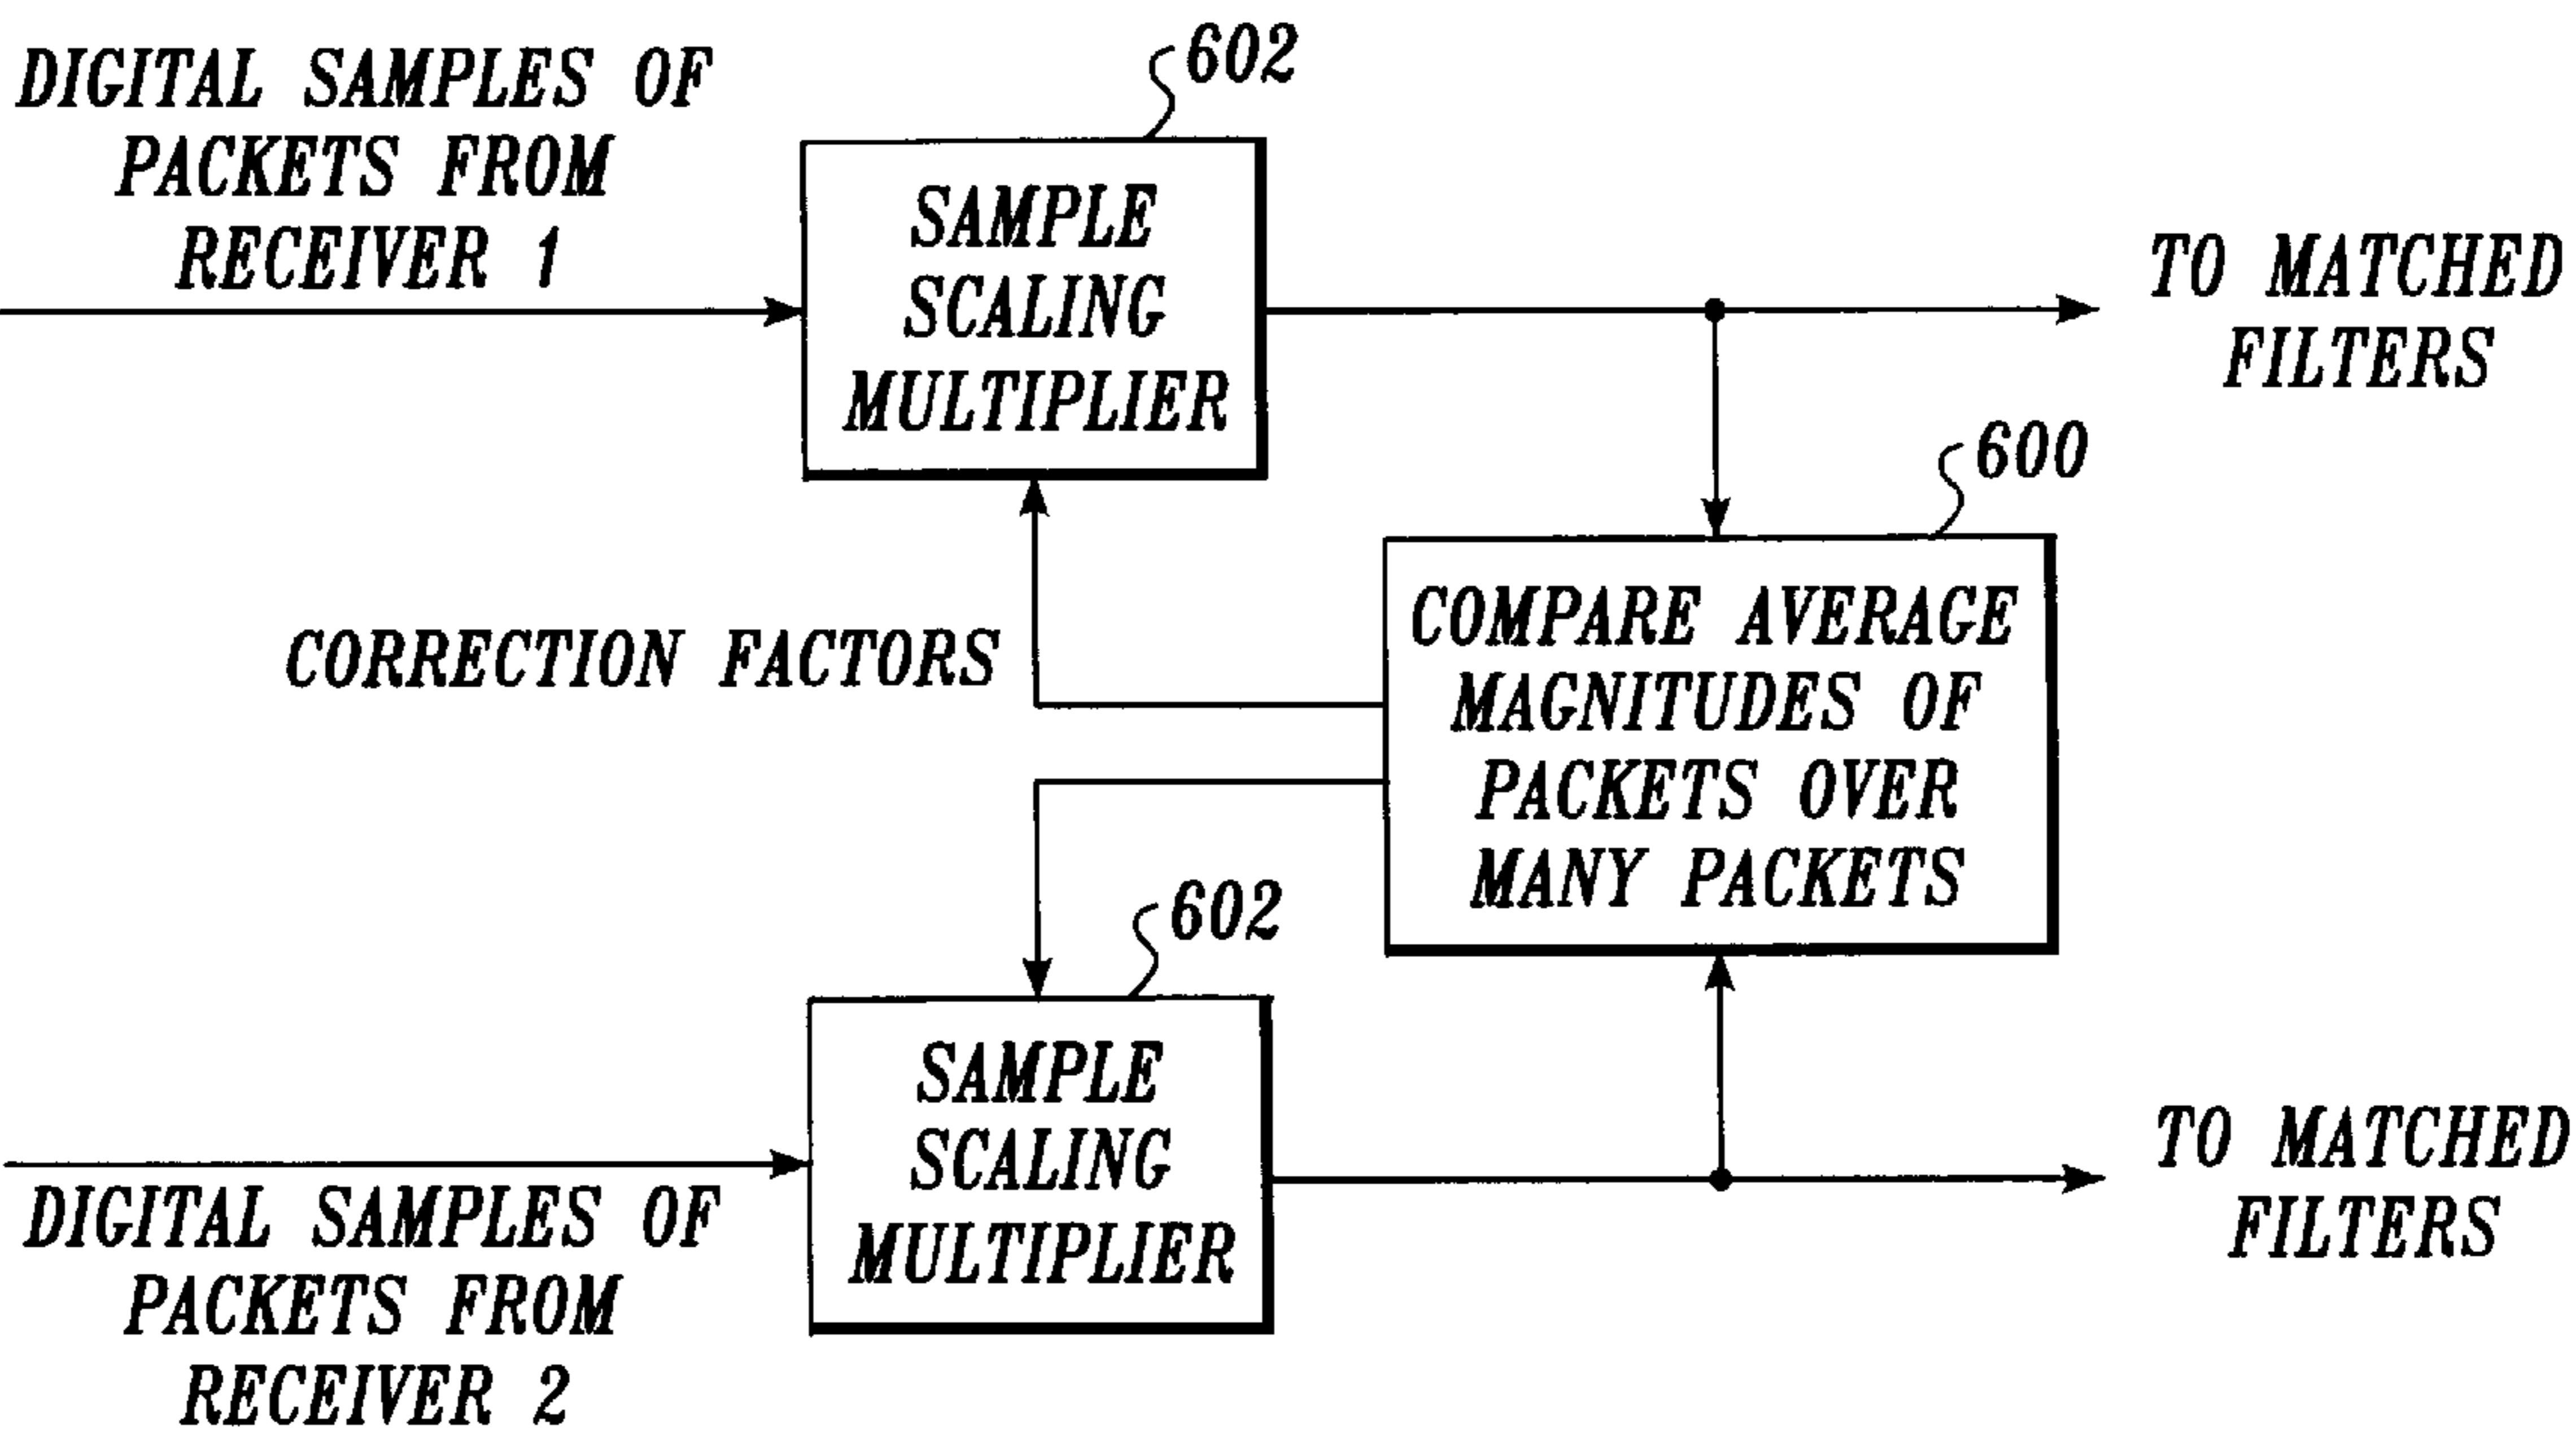 DIGITAL SAMPLES OF
PACKETS FROM
RECEIVER 1
602
SAMPLE
SCALING
MULTIPLIER
TO MATCHED
FILTERS
600
COMPARE AVERAGE
MAGNITUDES OF
PACKETS OVER
MANY PACKETS
CORRECTION FACTORS
602
SAMPLE
SCALING
MULTIPLIER
TO MATCHED
FILTERS
DIGITAL SAMPLES OF
PACKETS FROM
RECEIVER 2